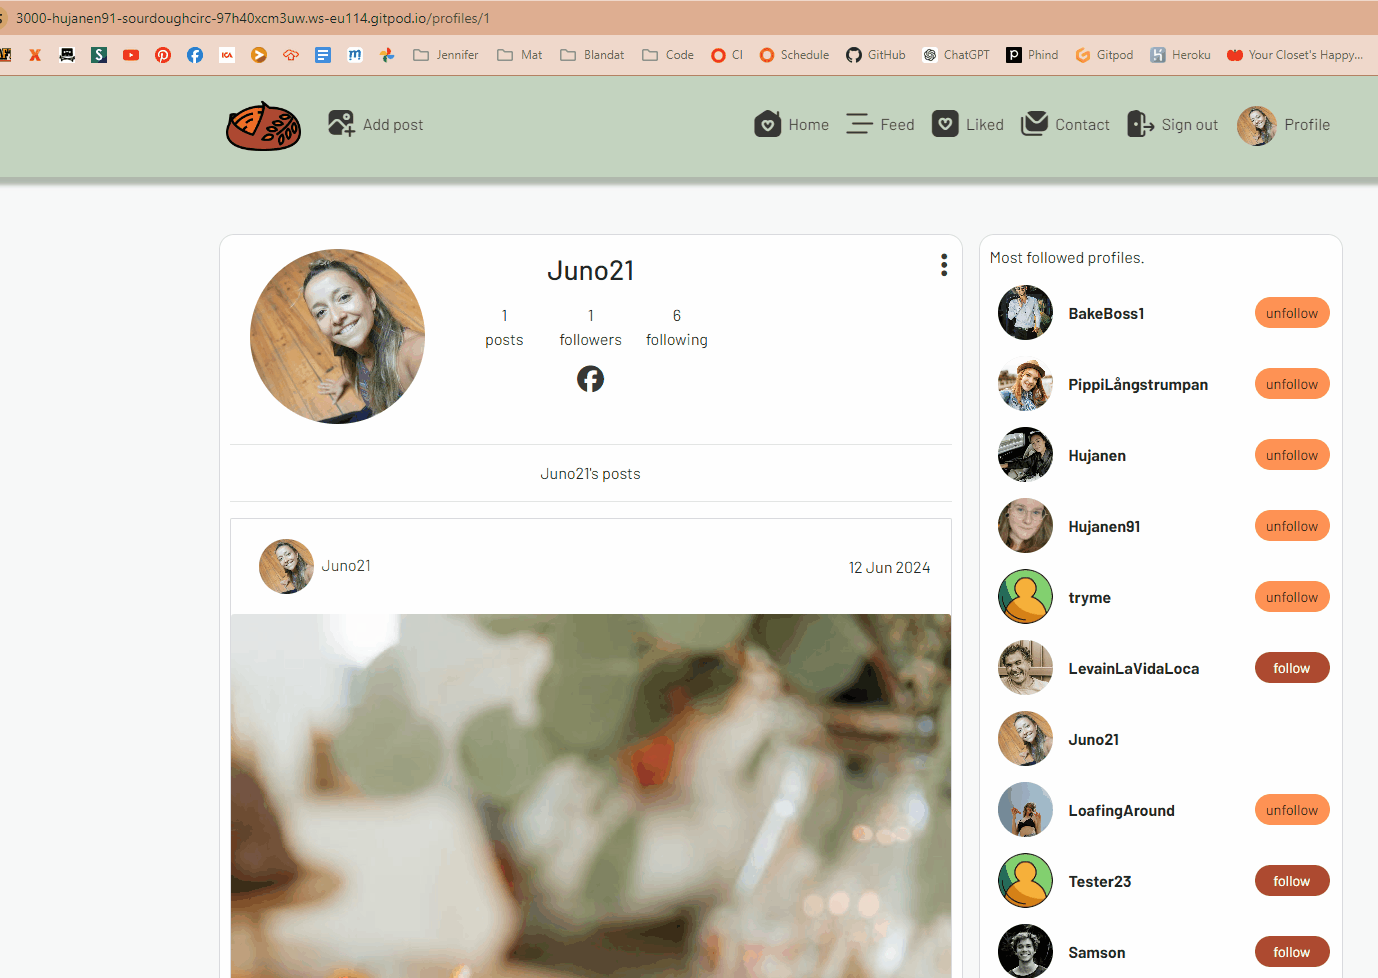 3000-hujanen91-sourdoughcirc-97h40xcm3uw.ws-eu114.gitpod.io/profiles/1
Jennifer Mat Blandat Code CI Schedule GitHub ChatGPT Phind Gitpod Heroku Your Closet's Happy...
Add post Home Feed Liked Contact Sign out Profile
Juno21
1 1 6
posts followers following
Juno21's posts
Juno21
12 Jun 2024
Most followed profiles.
BakeBoss1 unfollow
PippiLångstrumpan unfollow
Hujanen unfollow
Hujanen91 unfollow
tryme unfollow
LevainLaVidaLoca follow
Juno21
LoafingAround unfollow
Tester23 follow
Samson follow